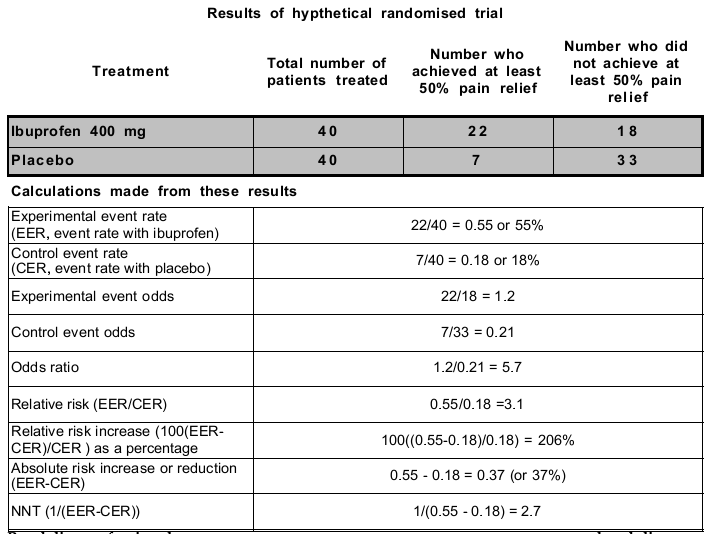 Results of hypthetical randomised trial
Treatment
Total number of
patients treated
Number who
achieved at least
50% pain relief
Number who did
not achieve at
least 50% pain
relief
Ibuprofen 400 mg 40 22 18
Placebo 40 7 33
Calculations made from these results
Experimental event rate
(EER, event rate with ibuprofen)
22/40 = 0.55 or 55%
Control event rate
(CER, event rate with placebo)
7/40 = 0.18 or 18%
Experimental event odds 22/18 = 1.2
Control event odds 7/33 = 0.21
Odds ratio 1.2/0.21 = 5.7
Relative risk (EER/CER) 0.55/0.18 =3.1
Relative risk increase (100(EER-
CER)/CER ) as a percentage
100((0.55-0.18)/0.18) = 206%
Absolute risk increase or reduction
(EER-CER)
0.55 - 0.18 = 0.37 (or 37%)
NNT (1/(EER-CER)) 1/(0.55 - 0.18) = 2.7